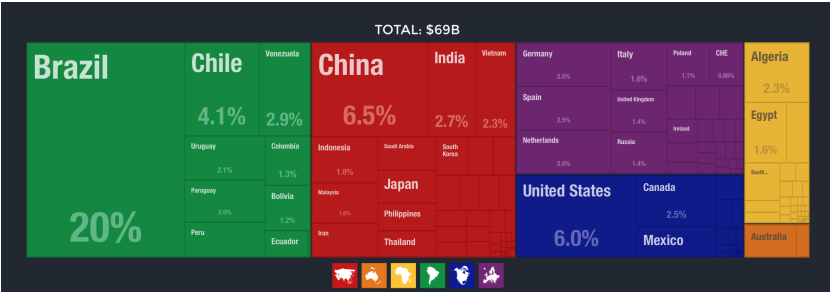 TOTAL: $69B
Brazil
20%
Chile
4.1%
Venezuela
2.9%
Uruguay
2.1%
Colombia
1.3%
Paraguay
2.0%
Bolivia
1.2%
Peru
Ecuador
China
6.5%
India
2.7%
Vietnam
2.3%
Indonesia
1.8%
Saudi Arabia
South
Korea
Malaysia
1.6%
Japan
Iran
Philippines
Thailand
Germany
2.5%
Italy
1.6%
Poland
1.1%
CHE
0.86%
Spain
2.5%
United Kingdom
1.4%
Netherlands
2.5%
Russia
1.4%
Ireland
United States
6.0%
Canada
2.5%
Mexico
Algeria
2.3%
Egypt
1.6%
South...
Australia